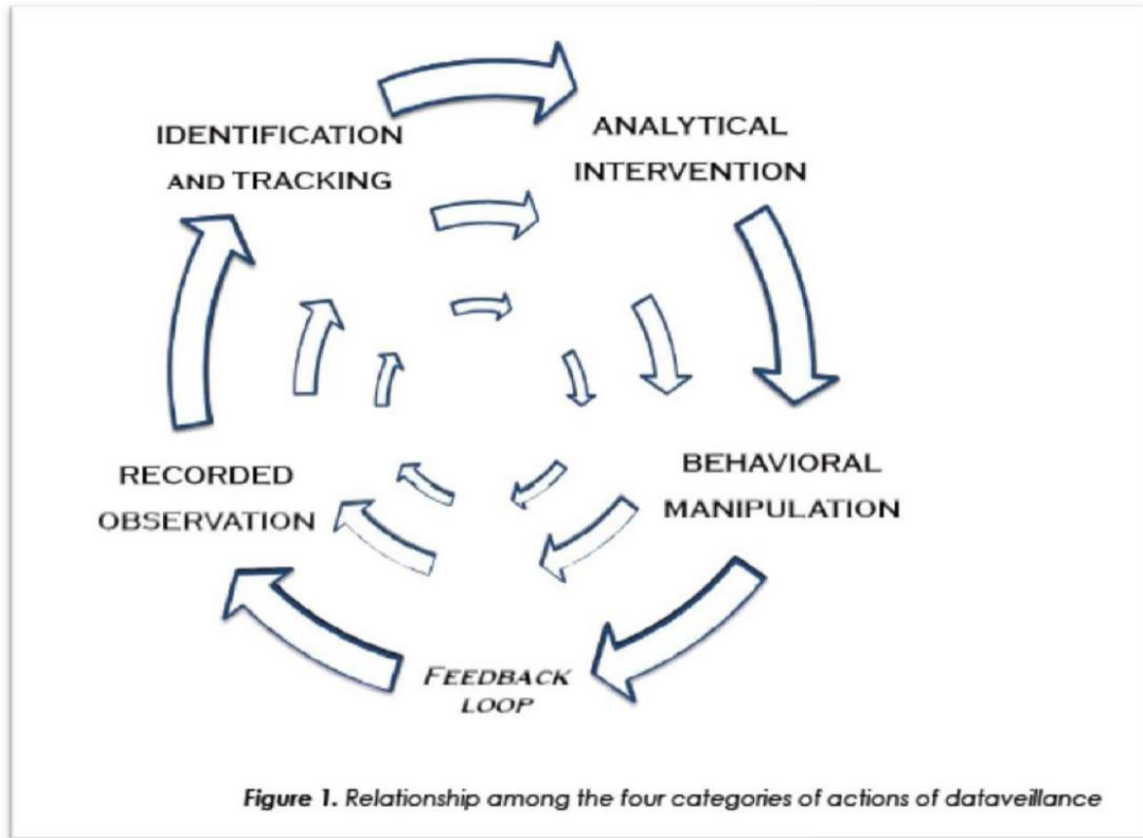 IDENTIFICATION
AND TRACKING
ANALYTICAL
INTERVENTION
RECORDED
OBSERVATION
BEHAVIORAL
MANIPULATION
FEEDBACK
LOOP
Figure 1. Relationship among the four categories of actions of dataveillance